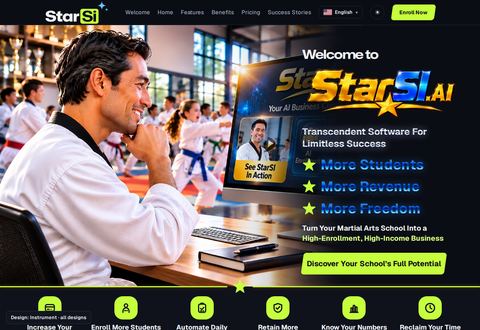 StarSi
Welcome
Home
Features
Benefits
Pricing
Success Stories
English
Enroll Now
Welcome to
StarSI.AI
Transcendent Software For
Limitless Success
More Students
More Revenue
More Freedom
Turn Your Martial Arts School Into a
High-Enrollment, High-Income Business
Discover Your School's Full Potential
Star
Your AI Business
See StarSI
In Action
Design: Instrument · all designs
Increase Your
Enroll More Students
Automate Daily
Retain More
Know Your Numbers
Reclaim Your Time